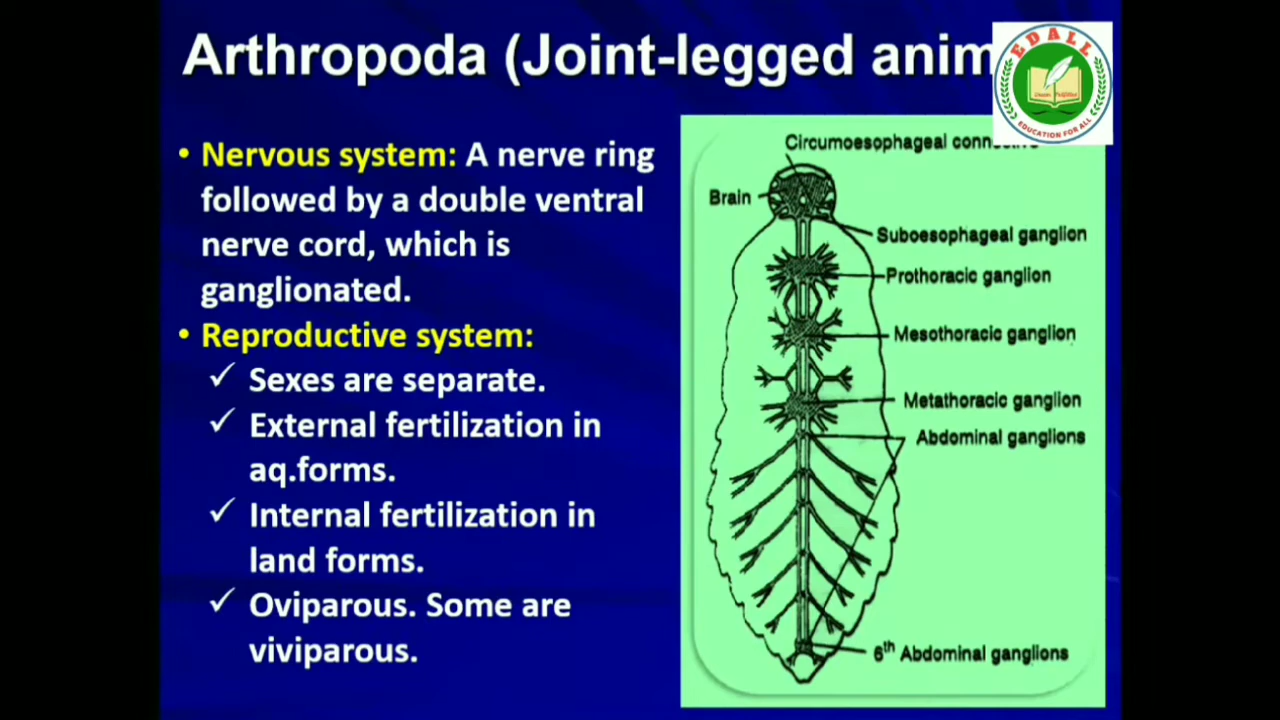 Arthropoda (Joint-legged anim
EDALL
EDUCATION FOR ALL
• Nervous system: A nerve ring
followed by a double ventral
nerve cord, which is
ganglionated.
• Reproductive system:
✓ Sexes are separate.
✓ External fertilization in
aq.forms.
✓ Internal fertilization in
land forms.
✓ Oviparous. Some are
viviparous.
Circumoesophageal
Brain
Suboesophageal ganglion
Prothoracic ganglion
Mesothoracic ganglion
Metathoracic ganglion
Abdominal ganglions
6th Abdominal ganglions